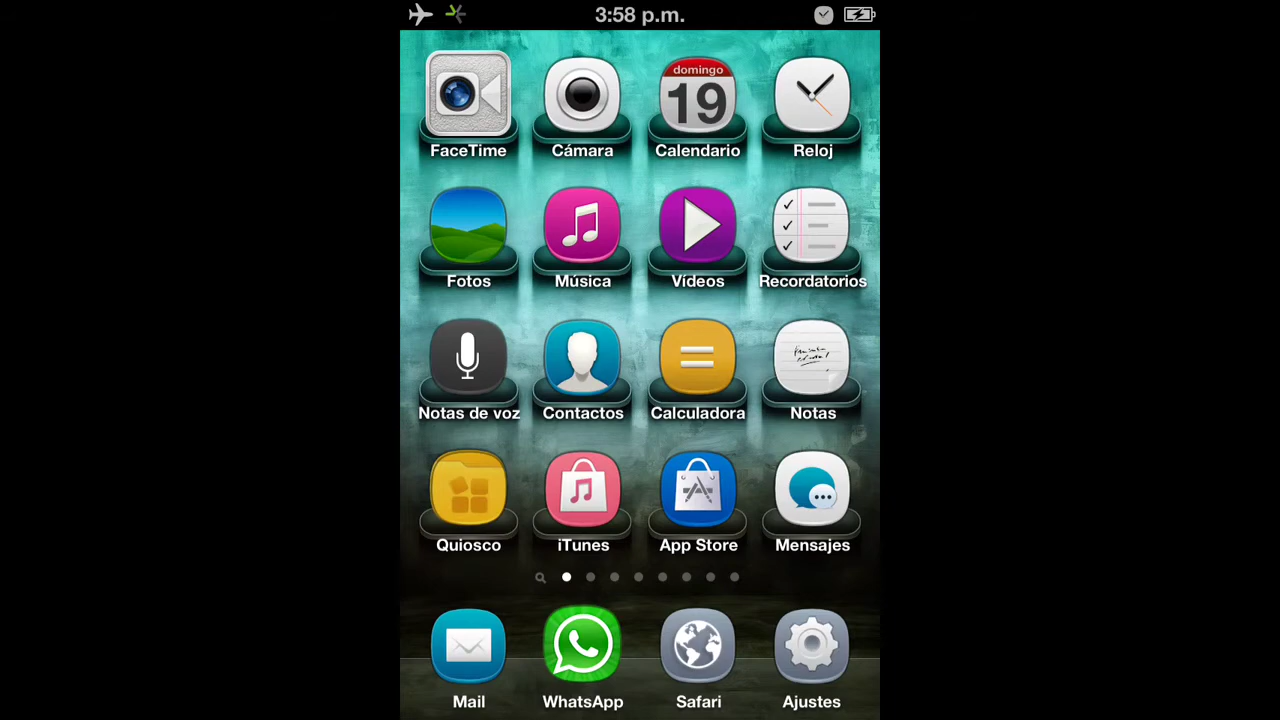 3:58 p.m.
domingo
19
FaceTime Cámara Calendario Reloj
Fotos Música Vídeos Recordatorios
Notas de voz Contactos Calculadora Notas
Quiosco iTunes App Store Mensajes
Mail WhatsApp Safari Ajustes